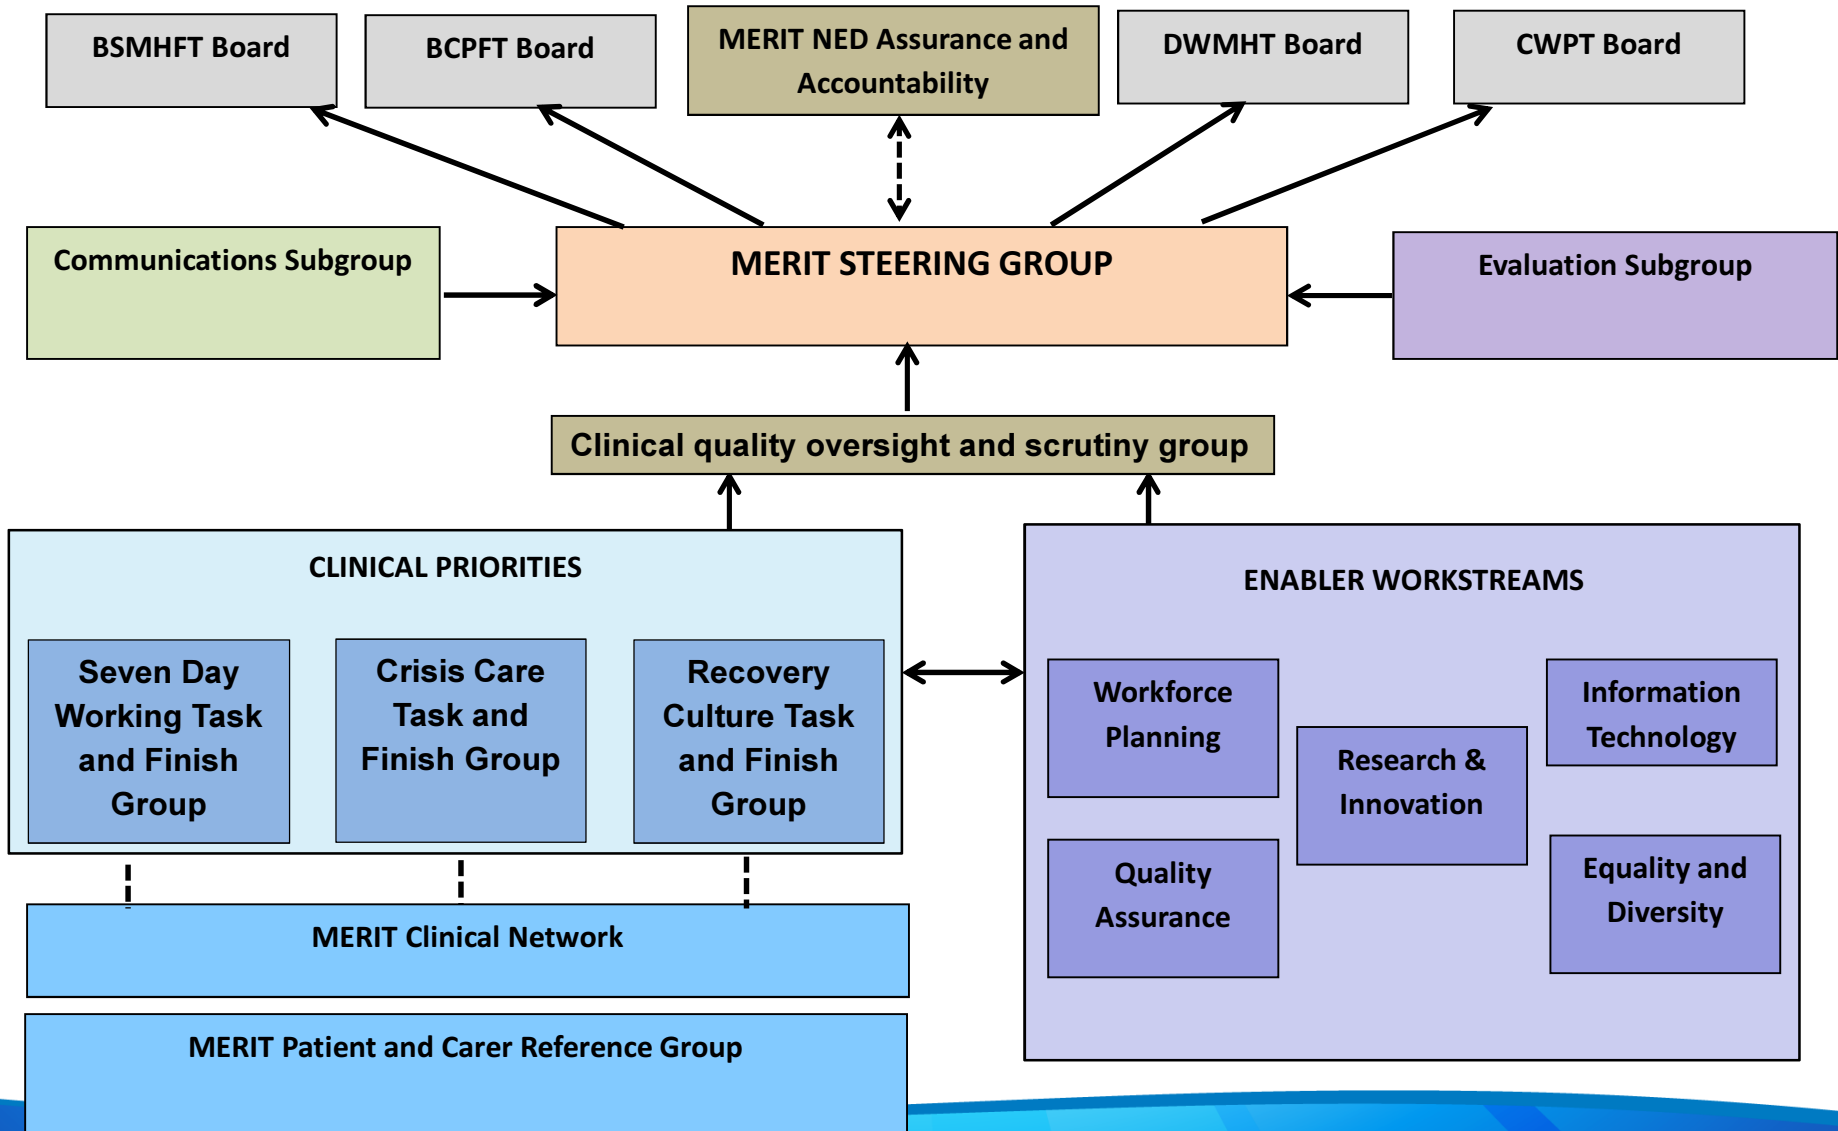 BSMHFT Board
BCPFT Board
MERIT NED Assurance and
Accountability
DWMHT Board
CWPT Board
Communications Subgroup
MERIT STEERING GROUP
Evaluation Subgroup
Clinical quality oversight and scrutiny group
CLINICAL PRIORITIES
Seven Day
Working Task
and Finish
Group
Crisis Care
Task and
Finish Group
Recovery
Culture Task
and Finish
Group
ENABLER WORKSTREAMS
Workforce
Planning
Information
Technology
Research &
Innovation
Quality
Assurance
Equality and
Diversity
MERIT Clinical Network
MERIT Patient and Carer Reference Group